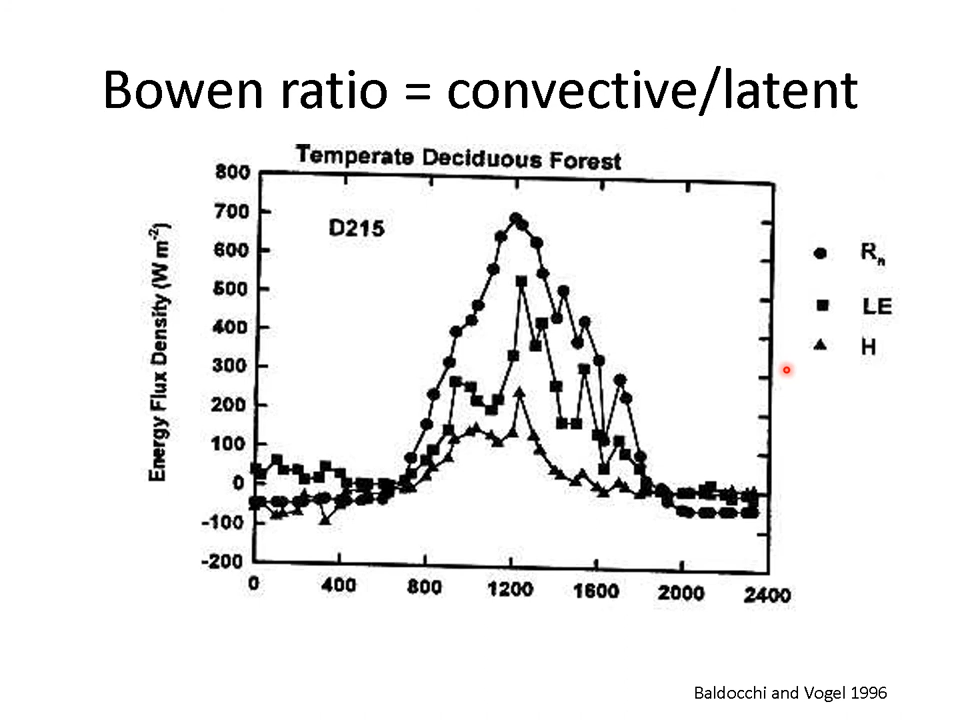 Bowen ratio = convective/latent
Temperate Deciduous Forest
800
700
600
500
400
300
200
100
0
-100
-200
D215
Energy Flux Density (W m-2)
Rn
LE
H
0 400 800 1200 1600 2000 2400
Baldocchi and Vogel 1996